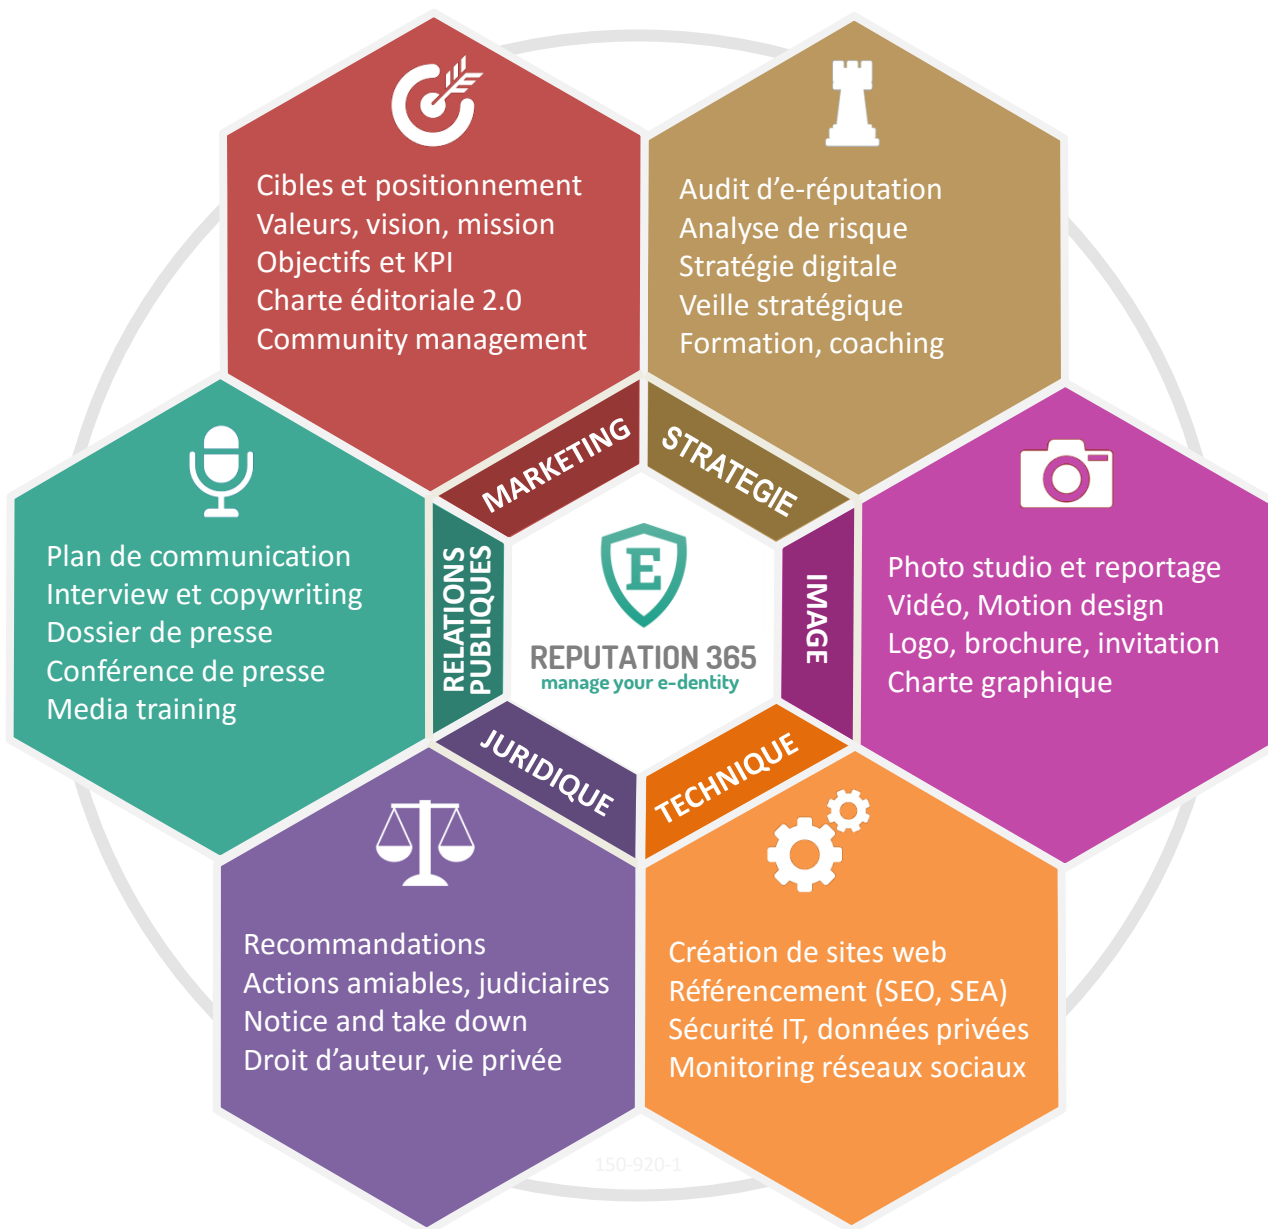 Cibles et positionnement
Valeurs, vision, mission
Objectifs et KPI
Charte éditoriale 2.0
Community management
MARKETING
Audit d’e-réputation
Analyse de risque
Stratégie digitale
Veille stratégique
Formation, coaching
STRATEGIE
Plan de communication
Interview et copywriting
Dossier de presse
Conférence de presse
Media training
RELATIONS
PUBLIQUES
E
REPUTATION 365
manage your e-dentity
IMAGE
Photo studio et reportage
Vidéo, Motion design
Logo, brochure, invitation
Charte graphique
JURIDIQUE
Recommandations
Actions amiables, judiciaires
Notice and take down
Droit d’auteur, vie privée
TECHNIQUE
Création de sites web
Référencement (SEO, SEA)
Sécurité IT, données privées
Monitoring réseaux sociaux
150-920-1